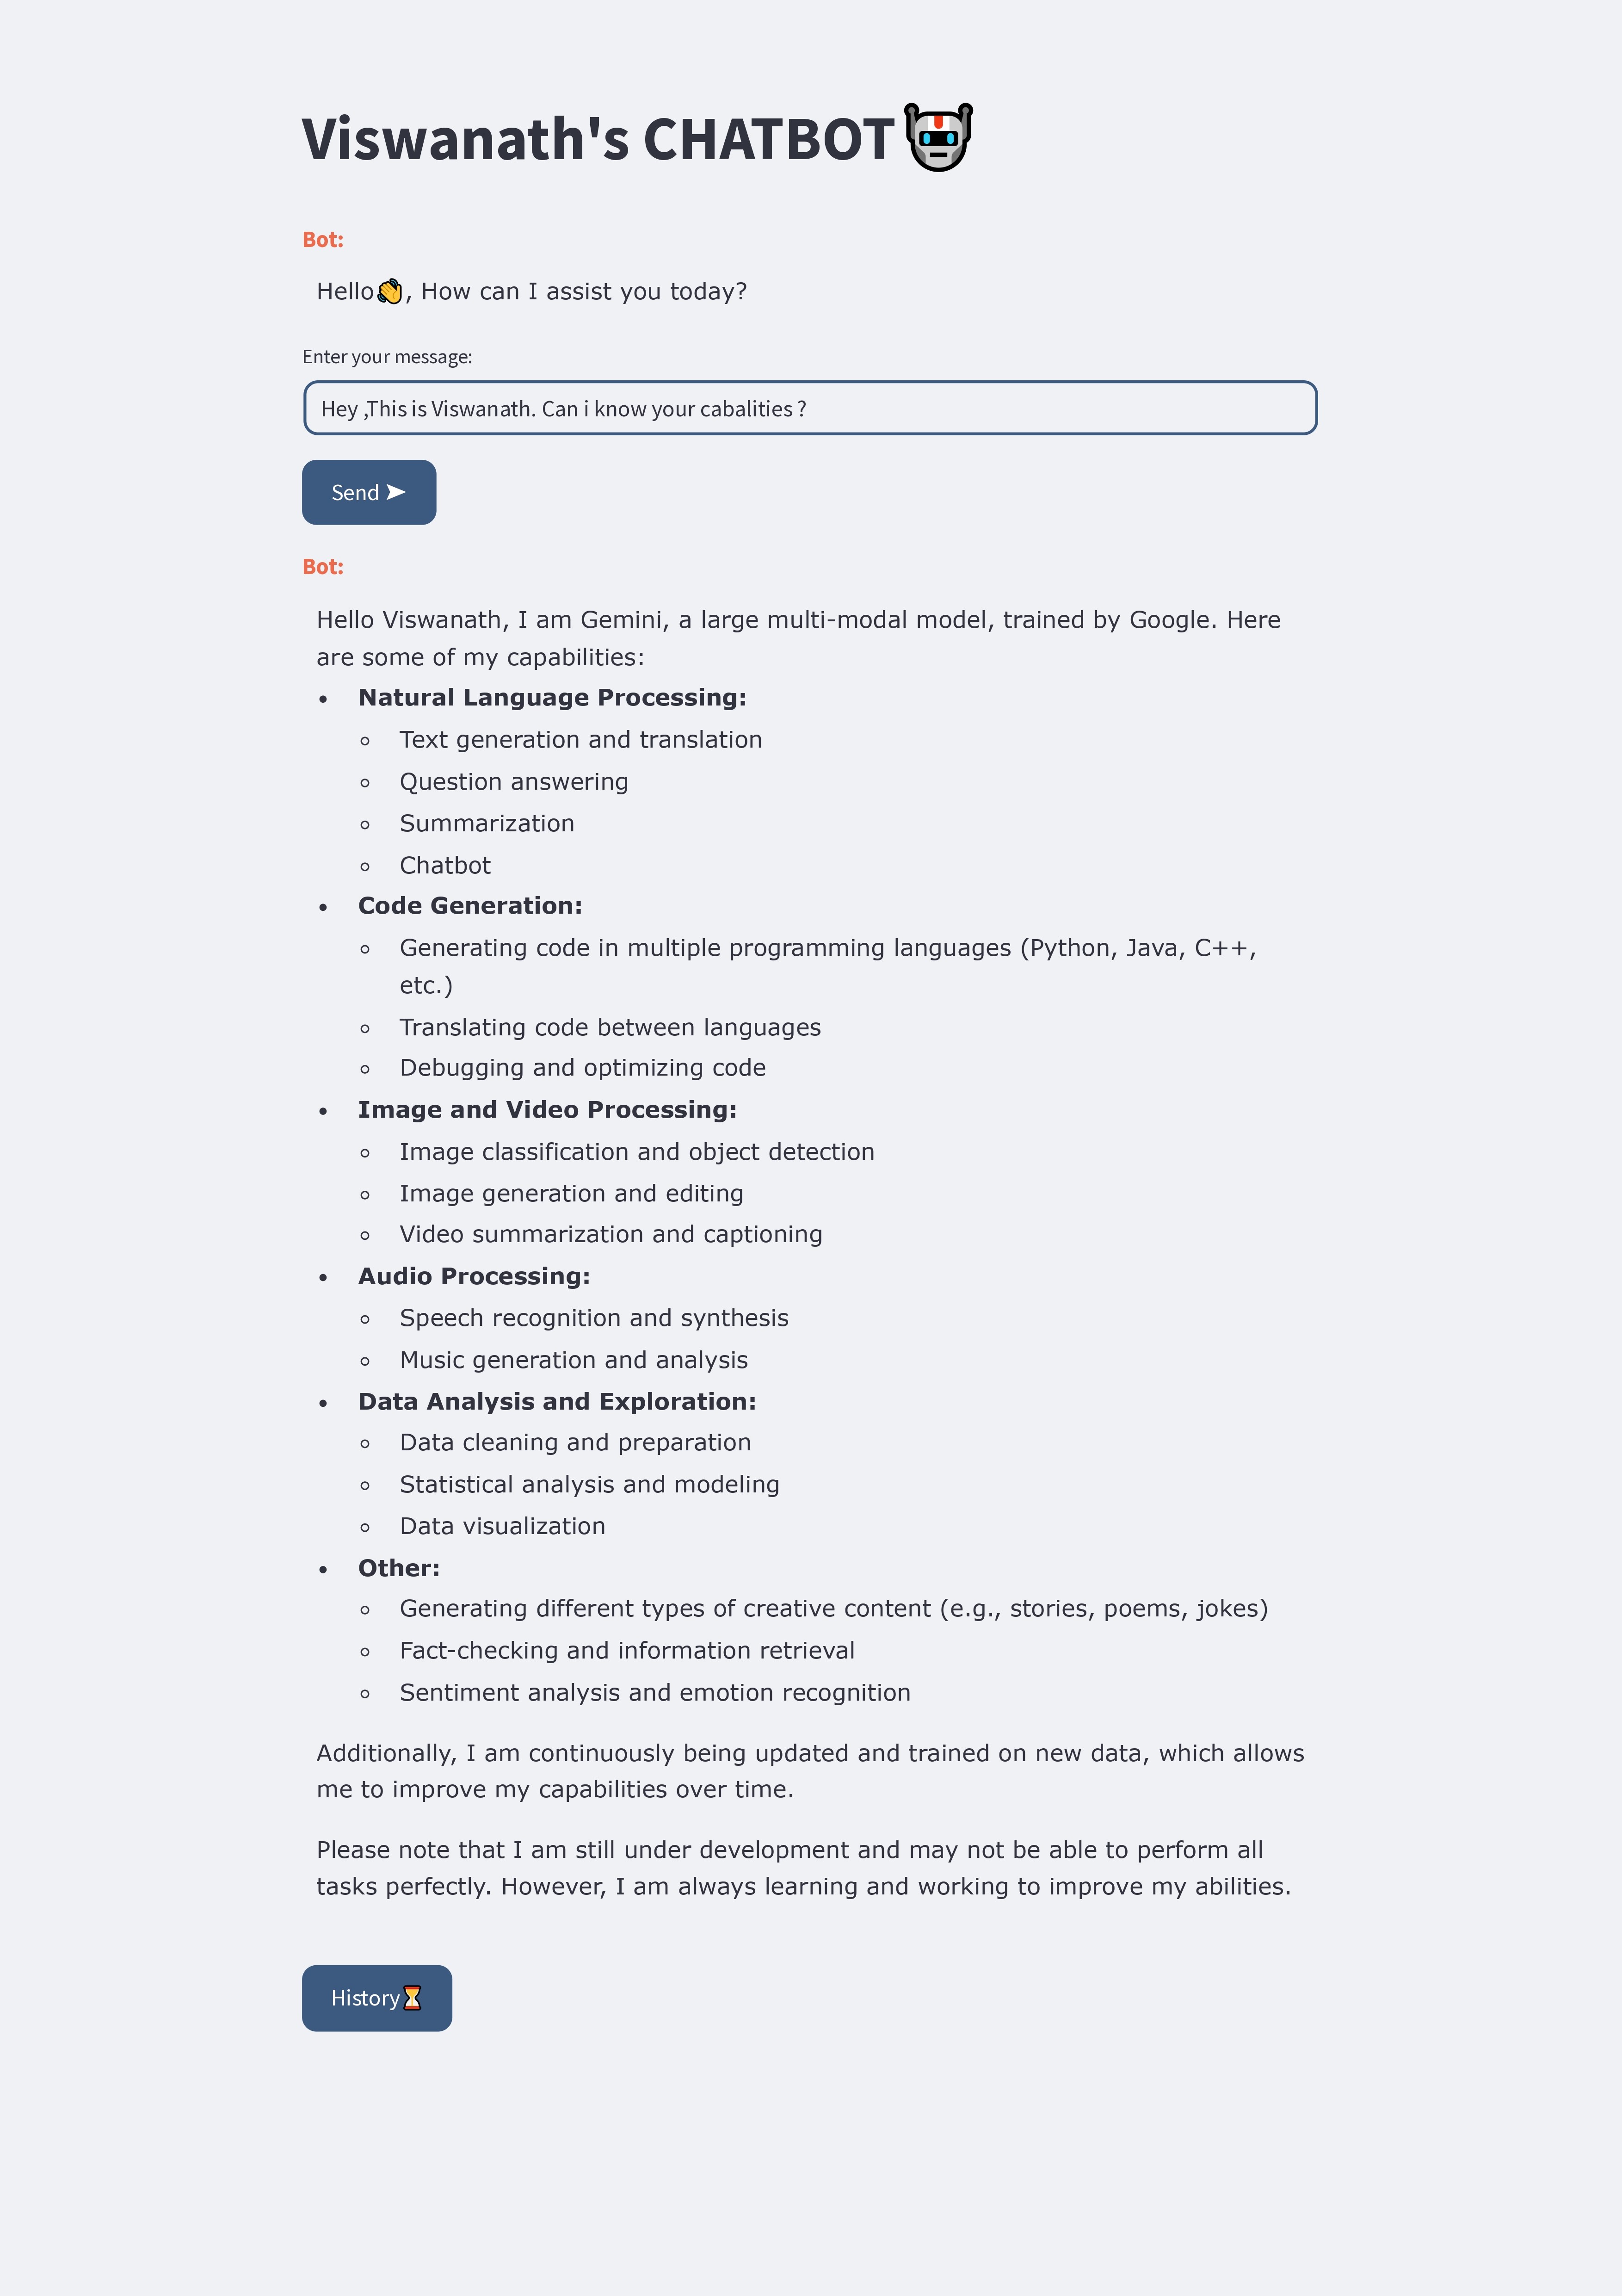 Viswanath's CHATBOT🤖
Bot:
Hello👋, How can I assist you today?
Enter your message:
Hey ,This is Viswanath. Can i know your cabalities ?
Send ➤
Bot:
Hello Viswanath, I am Gemini, a large multi-modal model, trained by Google. Here
are some of my capabilities:
• Natural Language Processing:
◦ Text generation and translation
◦ Question answering
◦ Summarization
◦ Chatbot
• Code Generation:
◦ Generating code in multiple programming languages (Python, Java, C++,
etc.)
◦ Translating code between languages
◦ Debugging and optimizing code
• Image and Video Processing:
◦ Image classification and object detection
◦ Image generation and editing
◦ Video summarization and captioning
• Audio Processing:
◦ Speech recognition and synthesis
◦ Music generation and analysis
• Data Analysis and Exploration:
◦ Data cleaning and preparation
◦ Statistical analysis and modeling
◦ Data visualization
• Other:
◦ Generating different types of creative content (e.g., stories, poems, jokes)
◦ Fact-checking and information retrieval
◦ Sentiment analysis and emotion recognition
Additionally, I am continuously being updated and trained on new data, which allows
me to improve my capabilities over time.
Please note that I am still under development and may not be able to perform all
tasks perfectly. However, I am always learning and working to improve my abilities.
History⏳